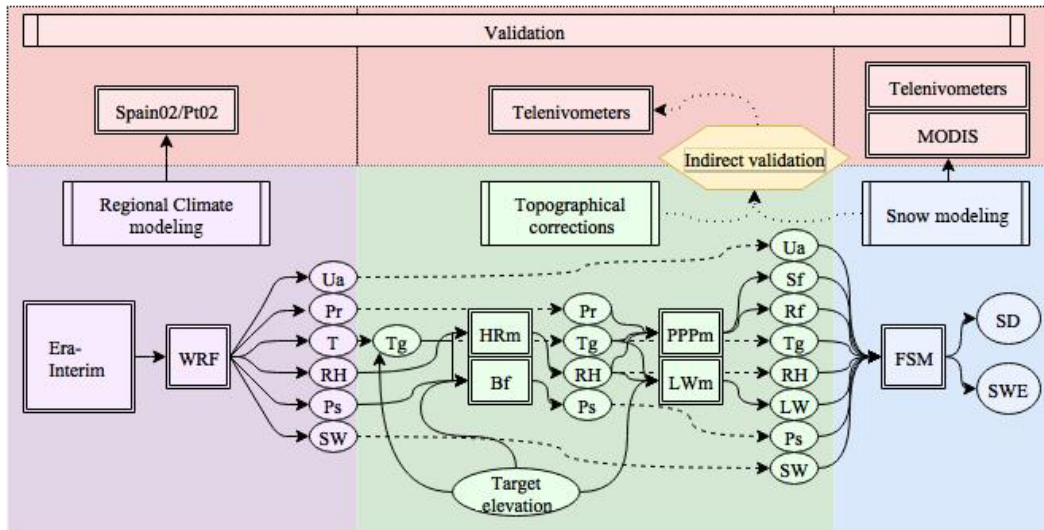 Validation
Spain02/Pt02
Telenivometers
Telenivometers
MODIS
Indirect validation
Regional Climate
modeling
Topographical
corrections
Snow modeling
Era-
Interim
WRF
Ua
Pr
T
RH
Ps
SW
Tg
HRm
Bf
Pr
Tg
RH
Ps
PPPm
LWm
Ua
Sf
Rf
Tg
RH
LW
Ps
SW
FSM
SD
SWE
Target
elevation